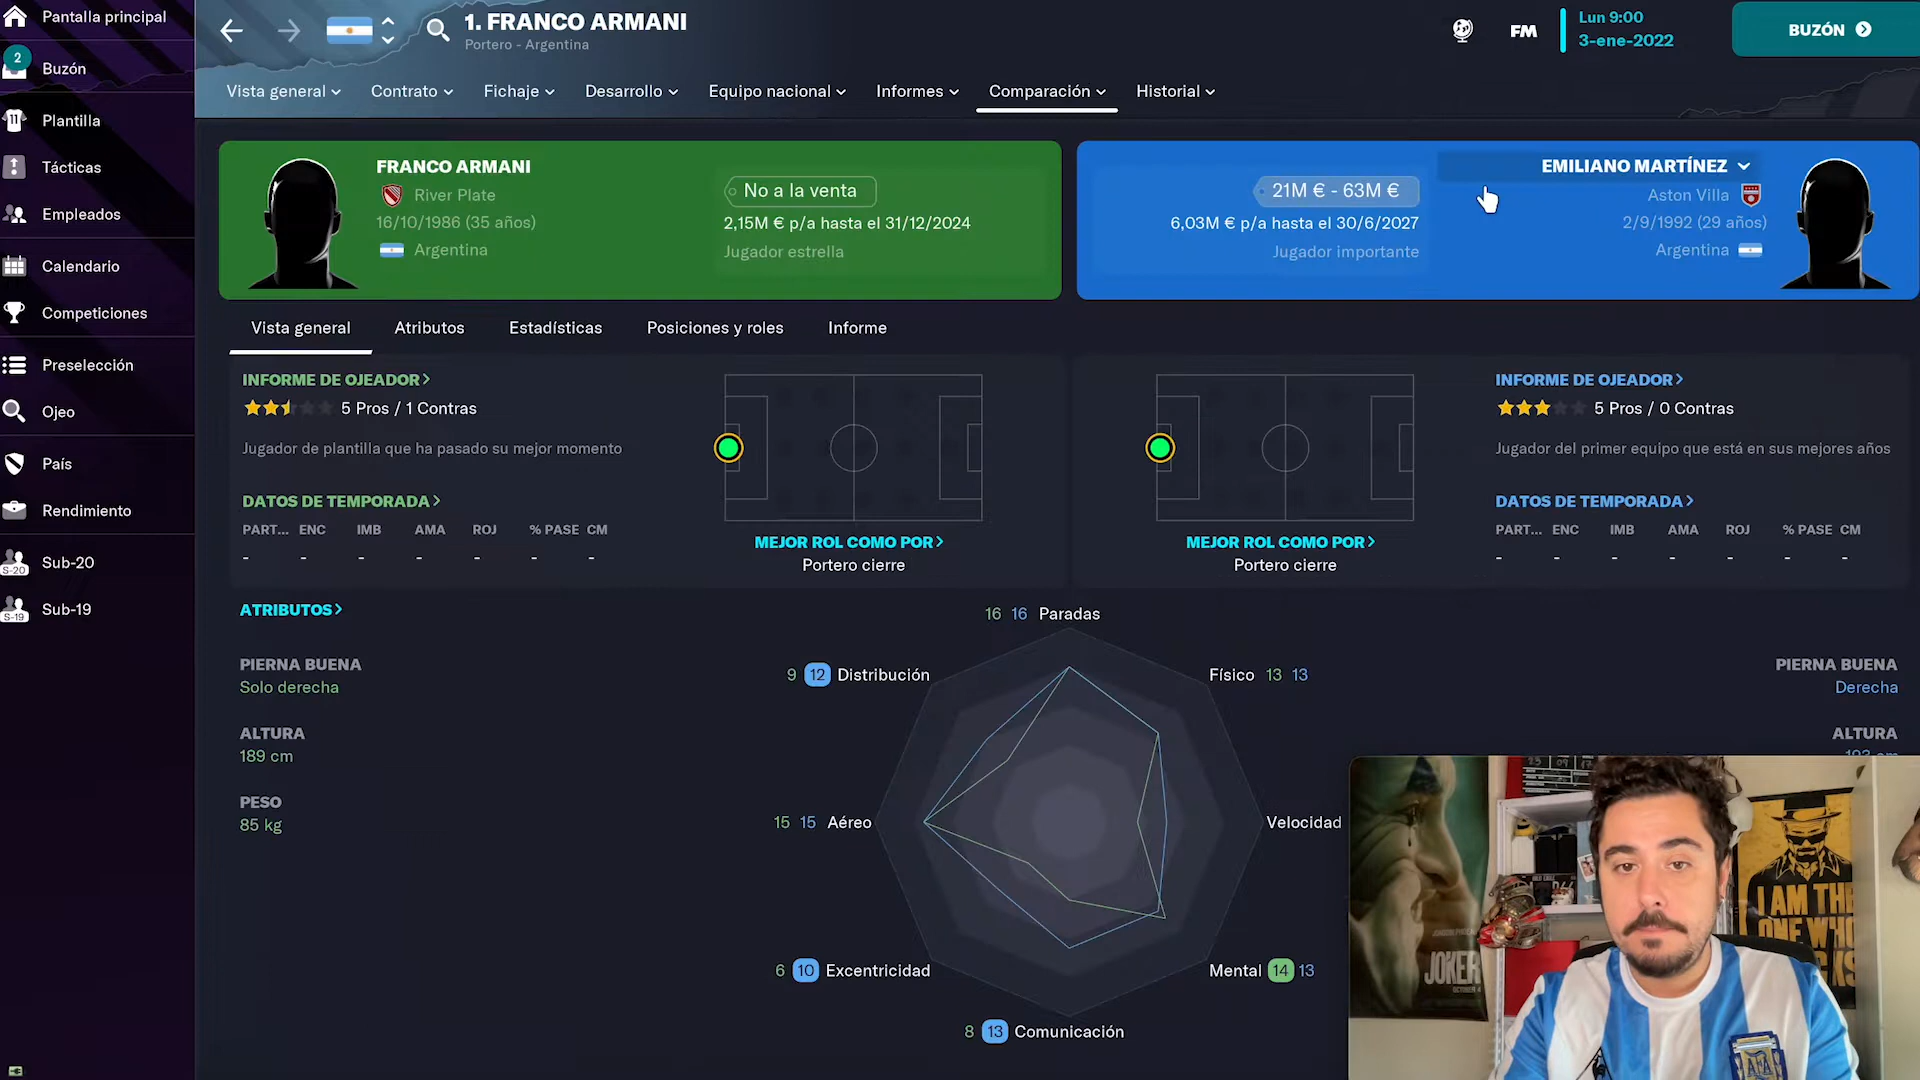 Pantalla principal
2
Buzón
Plantilla
Tácticas
Empleados
Calendario
Competiciones
Preselección
Ojeo
País
Rendimiento
S-20
Sub-20
S-19
Sub-19
1. FRANCO ARMANI
Portero - Argentina
FM
Lun 9:00
3-ene-2022
BUZÓN
Vista general
Contrato
Fichaje
Desarrollo
Equipo nacional
Informes
Comparación
Historial
FRANCO ARMANI
River Plate
16/10/1986 (35 años)
Argentina
No a la venta
2,15M € p/a hasta el 31/12/2024
Jugador estrella
21M € - 63M €
6,03M € p/a hasta el 30/6/2027
Jugador importante
EMILIANO MARTÍNEZ
Aston Villa
2/9/1992 (29 años)
Argentina
Vista general
Atributos
Estadísticas
Posiciones y roles
Informe
INFORME DE OJEADOR>
5 Pros / 1 Contras
Jugador de plantilla que ha pasado su mejor momento
DATOS DE TEMPORADA>
PART... ENC IMB AMA ROJ % PASE CM
- - - - - - -
MEJOR ROL COMO POR>
Portero cierre
MEJOR ROL COMO POR>
Portero cierre
INFORME DE OJEADOR>
5 Pros / 0 Contras
Jugador del primer equipo que está en sus mejores años
DATOS DE TEMPORADA>
PART... ENC IMB AMA ROJ % PASE CM
- - - - - - -
ATRIBUTOS>
PIERNA BUENA
Solo derecha
ALTURA
189 cm
PESO
85 kg
16 16 Paradas
9 12 Distribución
Físico 13 13
15 15 Aéreo
Velocidad
6 10 Excentricidad
Mental 14 13
8 13 Comunicación
PIERNA BUENA
Derecha
ALTURA
JOKER
I AM THE
ONE WHO
AFA